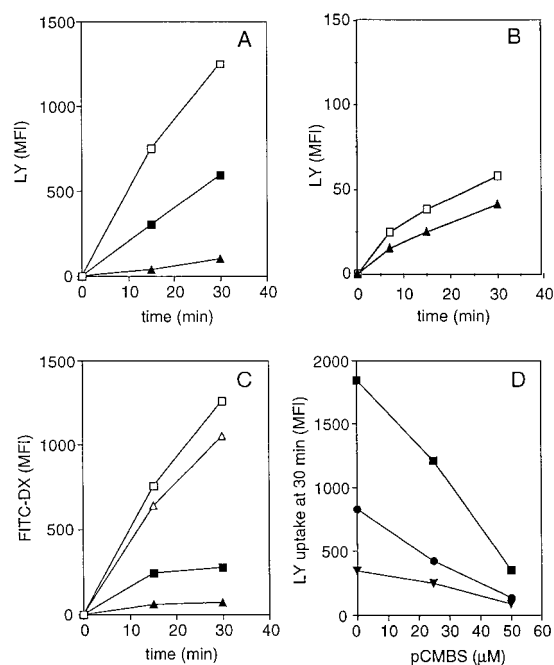 A
1500
1000
500
0
LY (MFI)
0 10 20 30 40
time (min)
B
150
100
50
0
LY (MFI)
0 10 20 30 40
time (min)
C
1500
1000
500
0
FITC-DX (MFI)
0 10 20 30 40
time (min)
D
2000
1500
1000
500
0
LY uptake at 30 min (MFI)
0 10 20 30 40 50 60
pCMBS (μM)